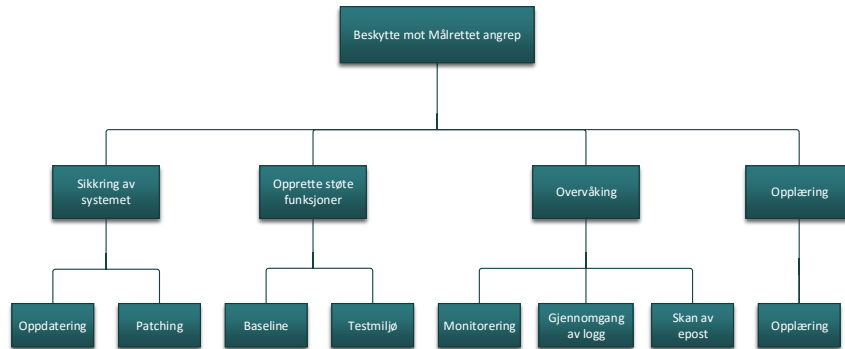 Beskytte mot Målrettet angrep
Sikkring av
systemet
Opprette støte
funksjoner
Overvåking
Opplæring
Oppdatering
Patching
Baseline
Testmiljø
Monitorering
Gjennomgang
av logg
Skan av
epost
Opplæring